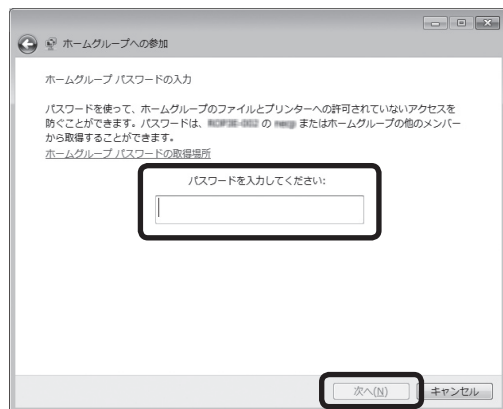 ホームグループへの参加
ホームグループ パスワードの入力
パスワードを使って、ホームグループのファイルとプリンターへの許可されていないアクセスを
防ぐことができます。パスワードは、 の またはホームグループの他のメンバー
から取得することができます。
ホームグループ パスワードの取得場所
パスワードを入力してください:
次へ(N) キャンセル